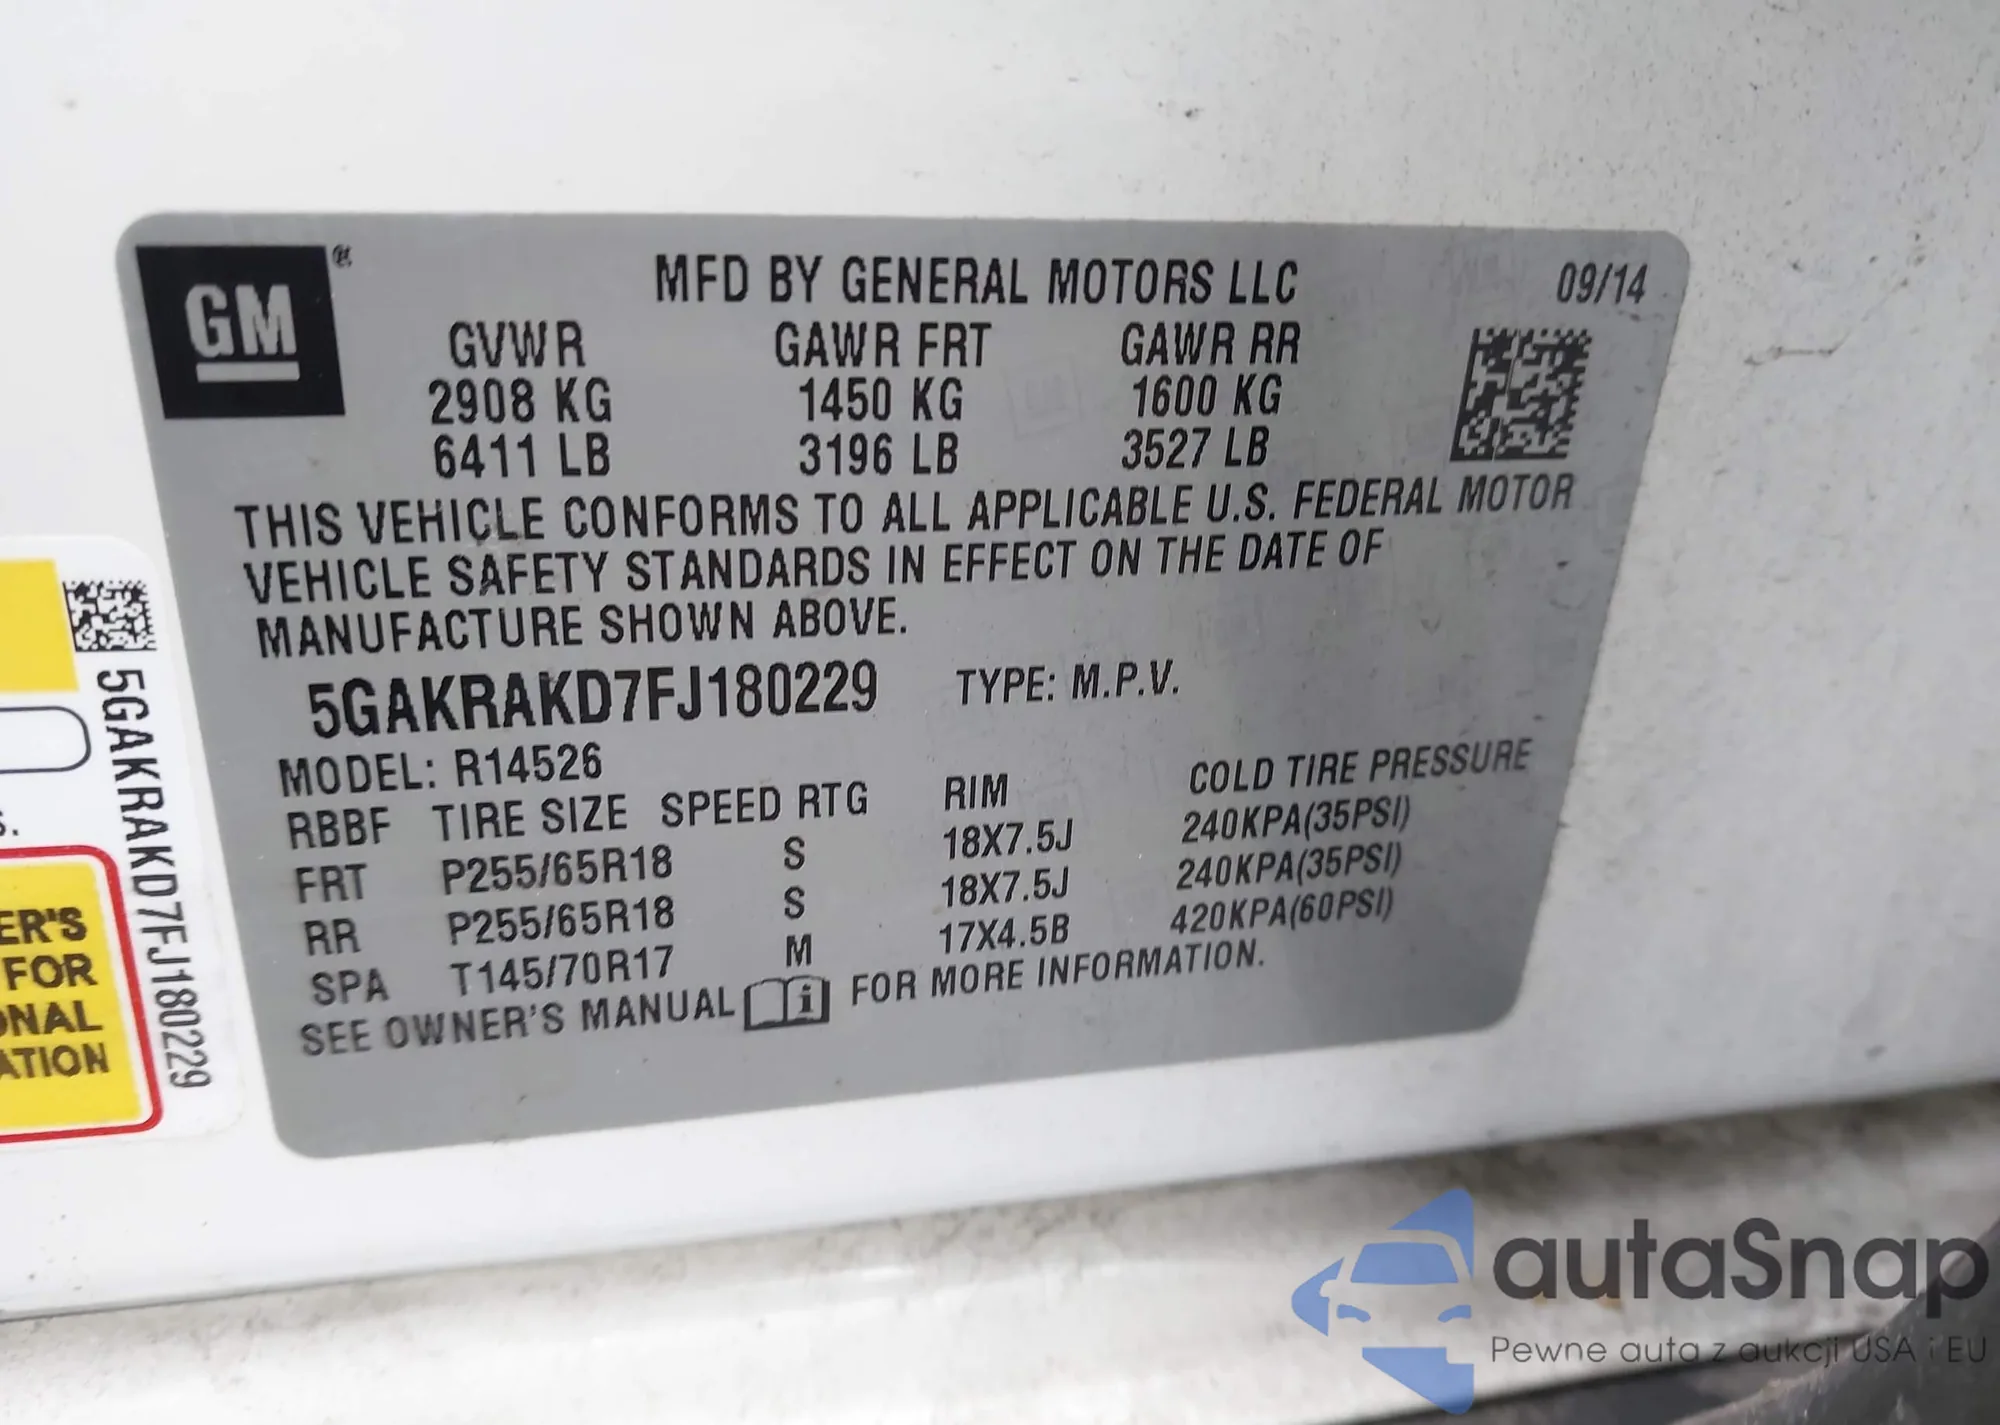 GM
MFD BY GENERAL MOTORS LLC 09/14
GVWR GAWR FRT GAWR RR
2908 KG 1450 KG 1600 KG
6411 LB 3196 LB 3527 LB
THIS VEHICLE CONFORMS TO ALL APPLICABLE U.S. FEDERAL MOTOR
VEHICLE SAFETY STANDARDS IN EFFECT ON THE DATE OF
MANUFACTURE SHOWN ABOVE.
5GAKRAKD7FJ180229 TYPE: M.P.V.
MODEL: R14526
RBBF TIRE SIZE SPEED RTG RIM COLD TIRE PRESSURE
FRT P255/65R18 S 18X7.5J 240KPA(35PSI)
RR P255/65R18 S 18X7.5J 240KPA(35PSI)
SPA T145/70R17 M 17X4.5B 420KPA(60PSI)
SEE OWNER'S MANUAL FOR MORE INFORMATION.
5GAKRAKD7FJ180229
S.
ER'S
FOR
ONAL
ATION
autaSnap
Pewne auta z aukcji USA i EU